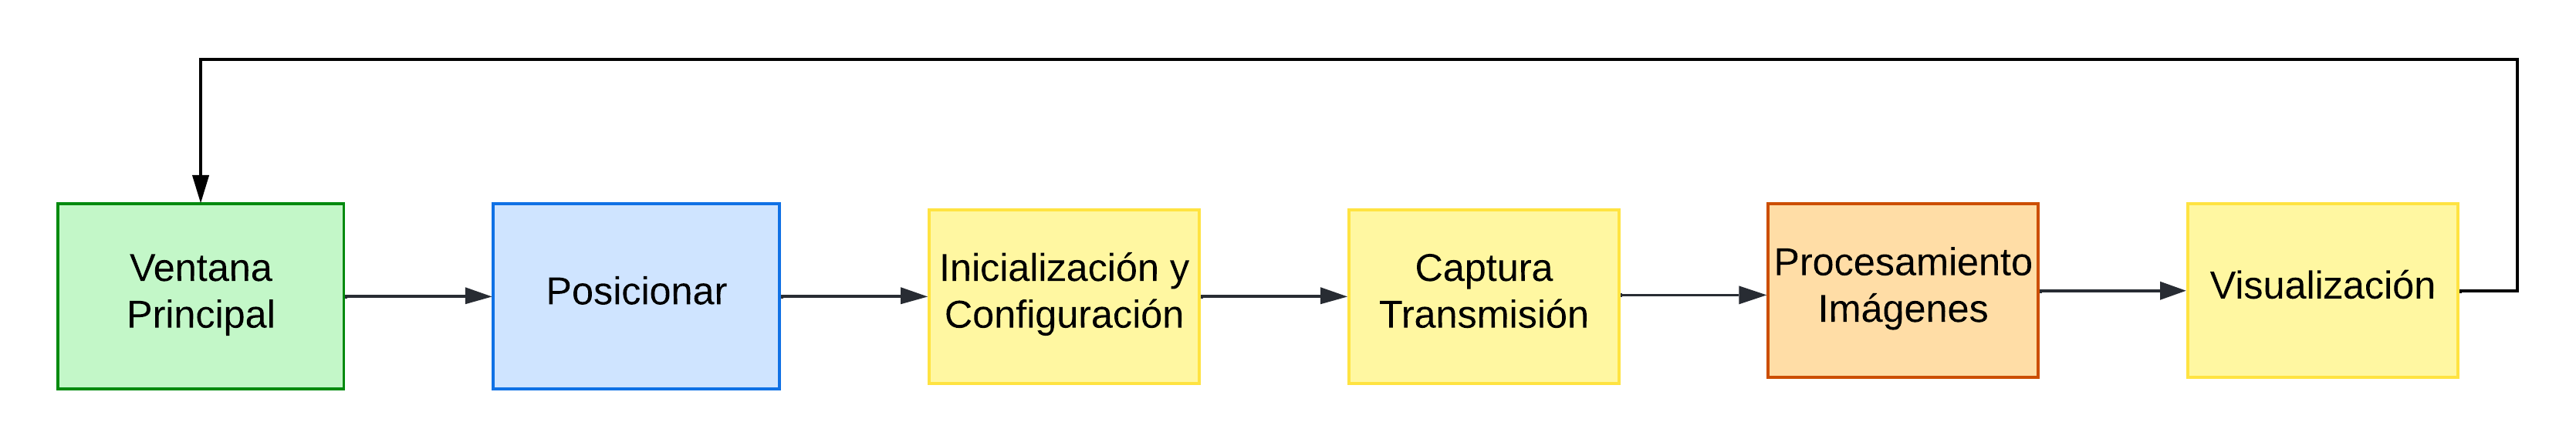 Ventana
Principal
Posicionar
Inicialización y
Configuración
Captura
Transmisión
Procesamiento
Imágenes
Visualización